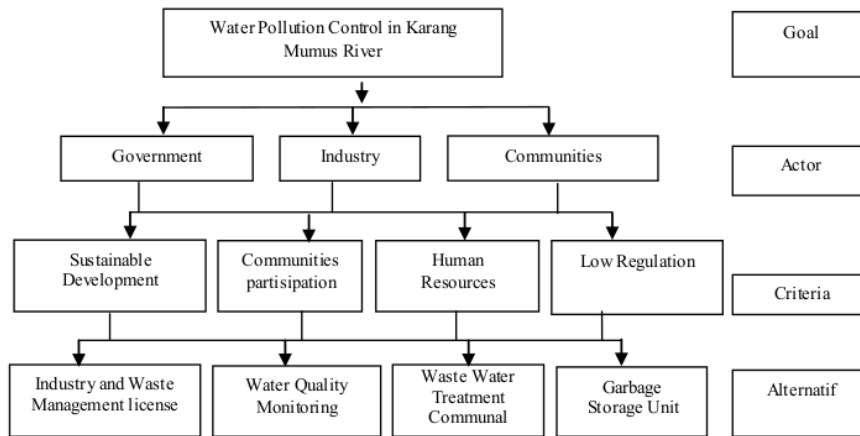 Water Pollution Control in Karang
Mumus River
Goal
Government
Industry
Communities
Actor
Sustainable
Development
Communities
partisipation
Human
Resources
Low Regulation
Criteria
Industry and Waste
Management license
Water Quality
Monitoring
Waste Water
Treatment
Communal
Garbage
Storage Unit
Alternatif